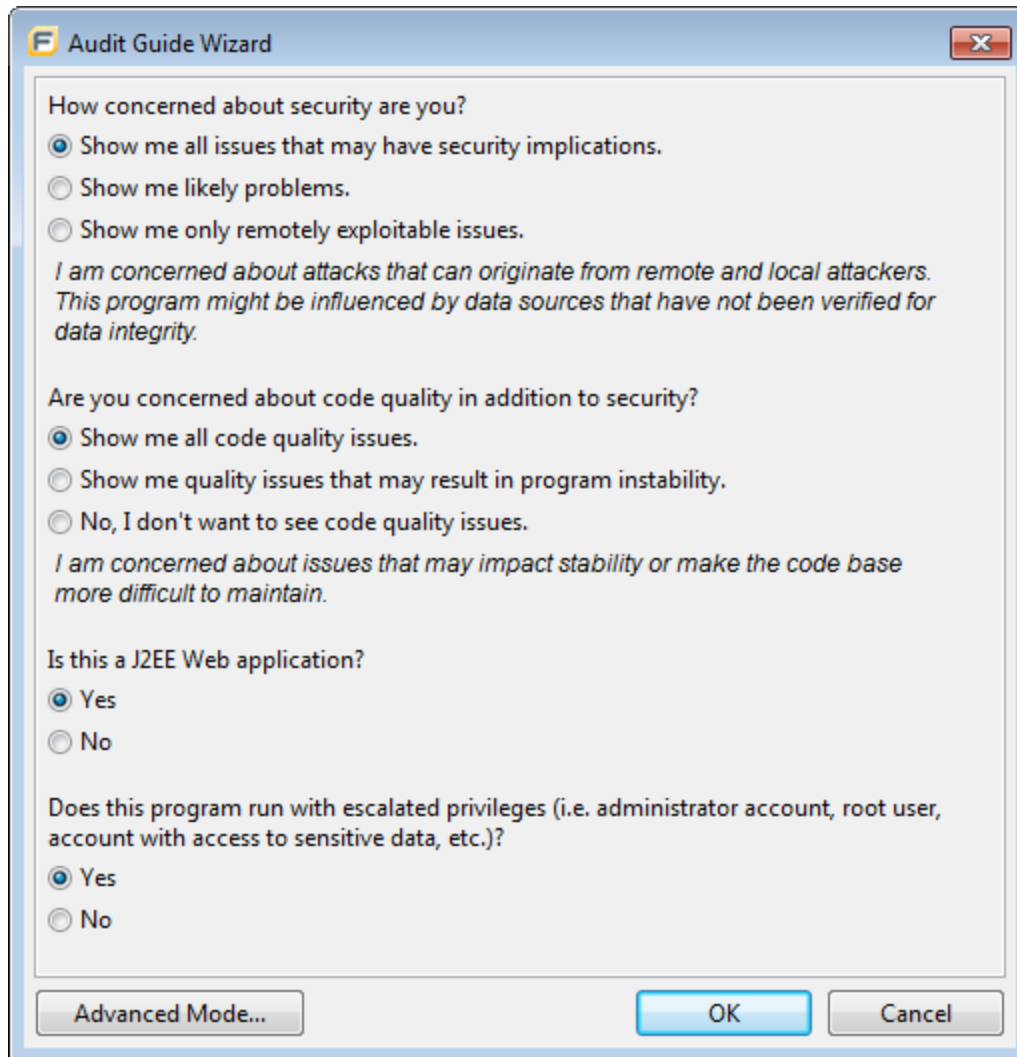 Audit Guide Wizard
How concerned about security are you?
Show me all issues that may have security implications.
Show me likely problems.
Show me only remotely exploitable issues.
I am concerned about attacks that can originate from remote and local attackers.
This program might be influenced by data sources that have not been verified for
data integrity.
Are you concerned about code quality in addition to security?
Show me all code quality issues.
Show me quality issues that may result in program instability.
No, I don't want to see code quality issues.
I am concerned about issues that may impact stability or make the code base
more difficult to maintain.
Is this a J2EE Web application?
Yes
No
Does this program run with escalated privileges (i.e. administrator account, root user,
account with access to sensitive data, etc.)?
Yes
No
Advanced Mode... OK Cancel